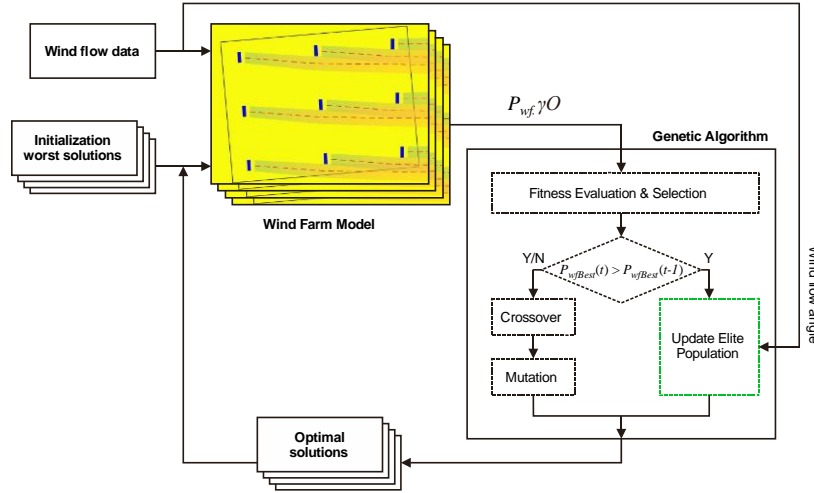 Wind flow data
Initialization
worst solutions
Wind Farm Model
P_wf, γO
Genetic Algorithm
Fitness Evaluation & Selection
Y/N
P_wfBest(t) > P_wfBest(t-1)
Y
Crossover
Mutation
Update Elite
Population
Wind flow angle
Optimal
solutions